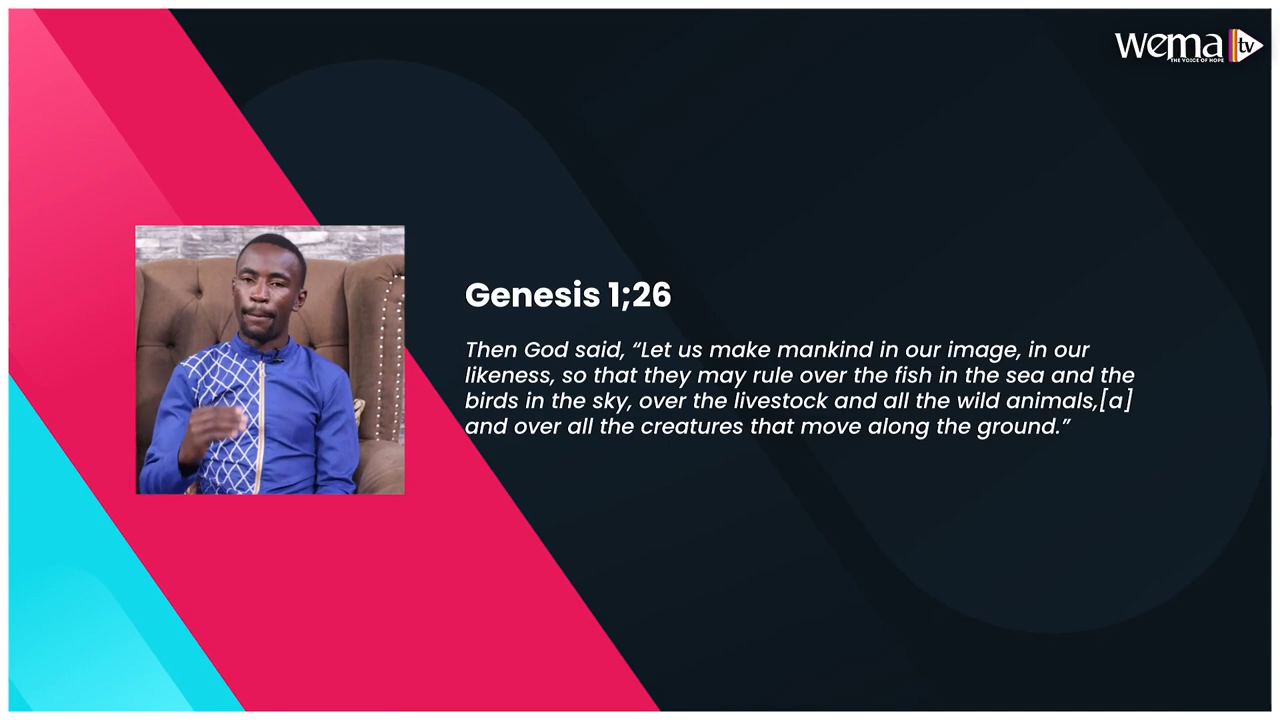 wema tv
THE VOICE OF HOPE
Genesis 1;26
Then God said, “Let us make mankind in our image, in our
likeness, so that they may rule over the fish in the sea and the
birds in the sky, over the livestock and all the wild animals,[a]
and over all the creatures that move along the ground.”